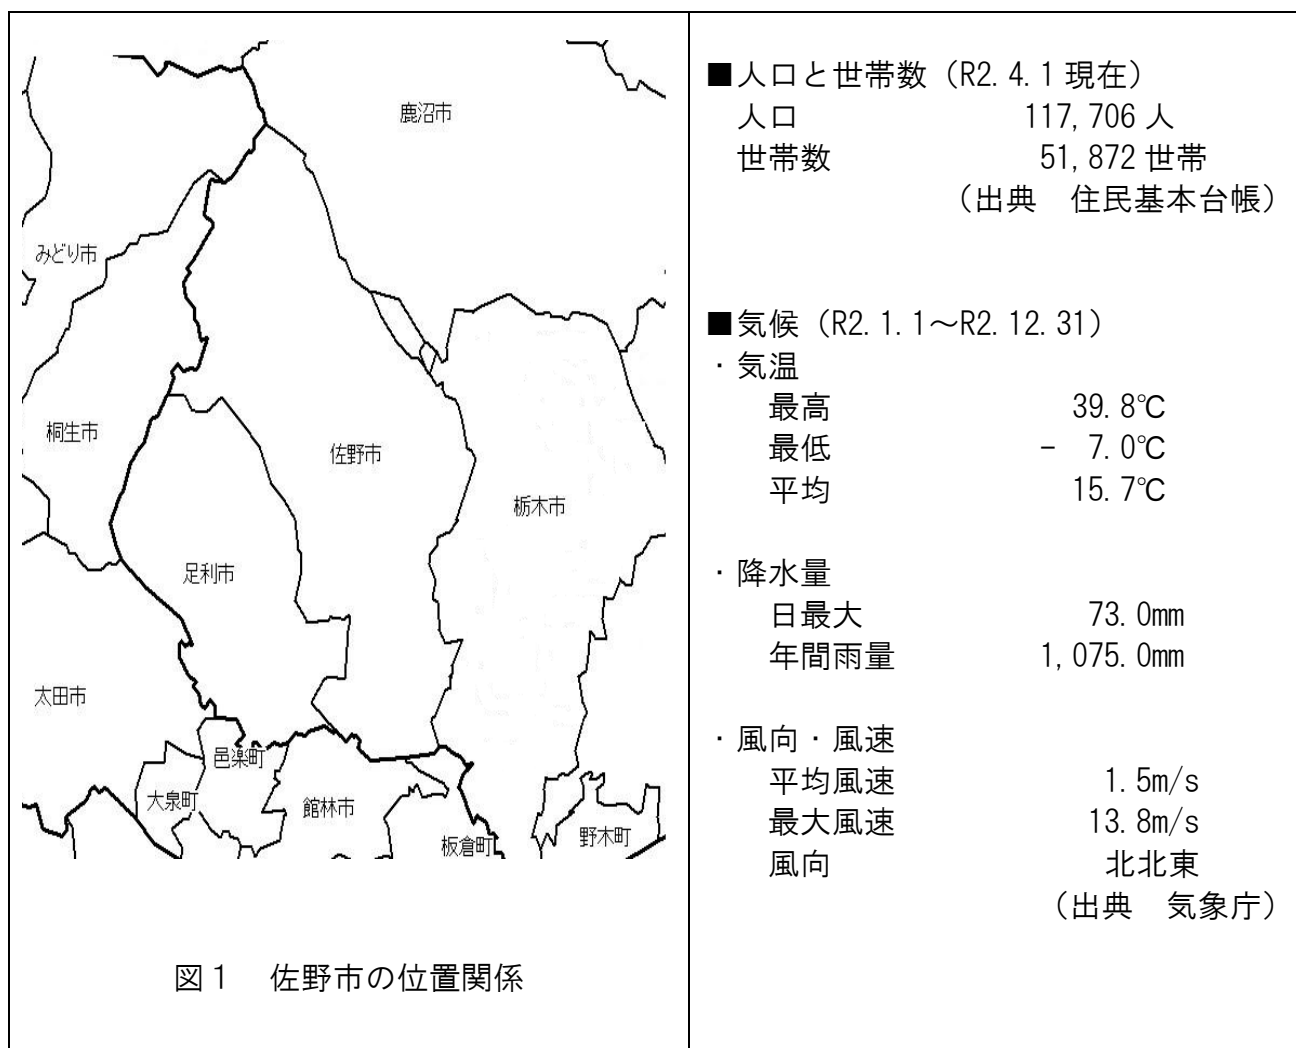 鹿沼市
みどり市
桐生市
佐野市
栃木市
足利市
太田市
邑楽町
大泉町
館林市
板倉町
野木町
図1 佐野市の位置関係
■人口と世帯数(R2.4.1現在)
人口 117,706人
世帯数 51,872世帯
(出典 住民基本台帳)
■気候(R2.1.1~R2.12.31)
・気温
最高 39.8℃
最低 - 7.0℃
平均 15.7℃
・降水量
日最大 73.0mm
年間雨量 1,075.0mm
・風向・風速
平均風速 1.5m/s
最大風速 13.8m/s
風向 北北東
(出典 気象庁)